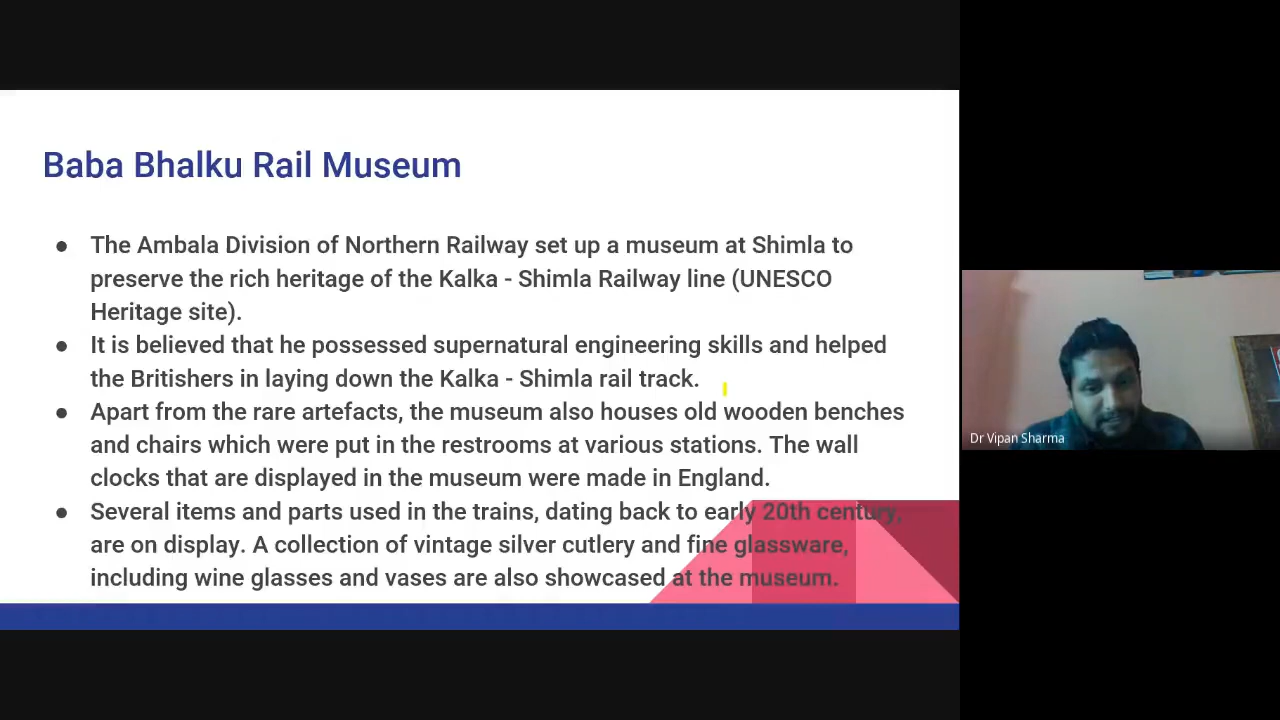 Baba Bhalku Rail Museum
● The Ambala Division of Northern Railway set up a museum at Shimla to
preserve the rich heritage of the Kalka - Shimla Railway line (UNESCO
Heritage site).
● It is believed that he possessed supernatural engineering skills and helped
the Britishers in laying down the Kalka - Shimla rail track.
● Apart from the rare artefacts, the museum also houses old wooden benches
and chairs which were put in the restrooms at various stations. The wall
clocks that are displayed in the museum were made in England.
● Several items and parts used in the trains, dating back to early 20th century,
are on display. A collection of vintage silver cutlery and fine glassware,
including wine glasses and vases are also showcased at the museum.
Dr Vipan Sharma